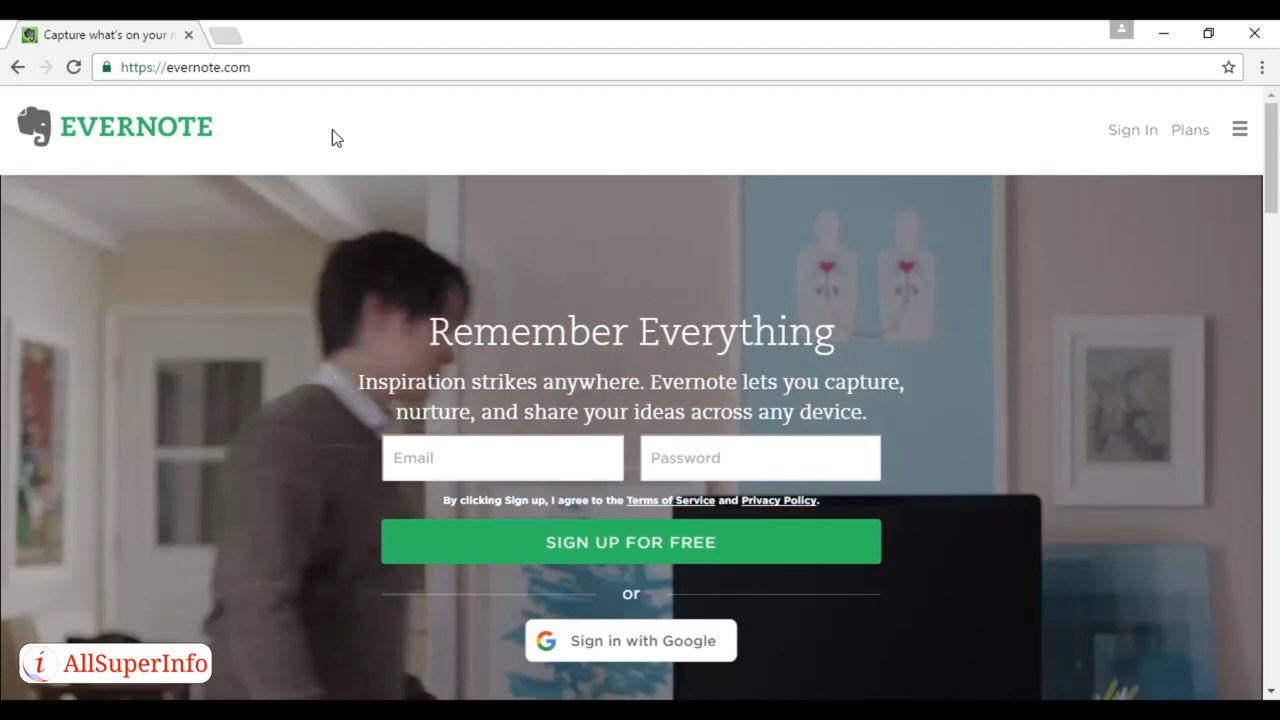 Capture what's on your
https://evernote.com
EVERNOTE
Sign In Plans
Remember Everything
Inspiration strikes anywhere. Evernote lets you capture,
nurture, and share your ideas across any device.
Email Password
By clicking Sign up, I agree to the Terms of Service and Privacy Policy.
SIGN UP FOR FREE
or
G Sign in with Google
i AllSuperInfo